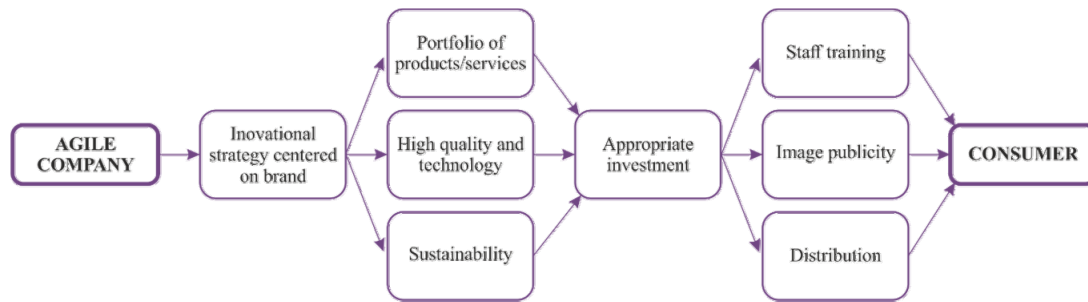 AGILE
COMPANY
Inovational
strategy centered
on brand
Portfolio of
products/services
High quality and
technology
Sustainability
Appropriate
investment
Staff training
Image publicity
Distribution
CONSUMER